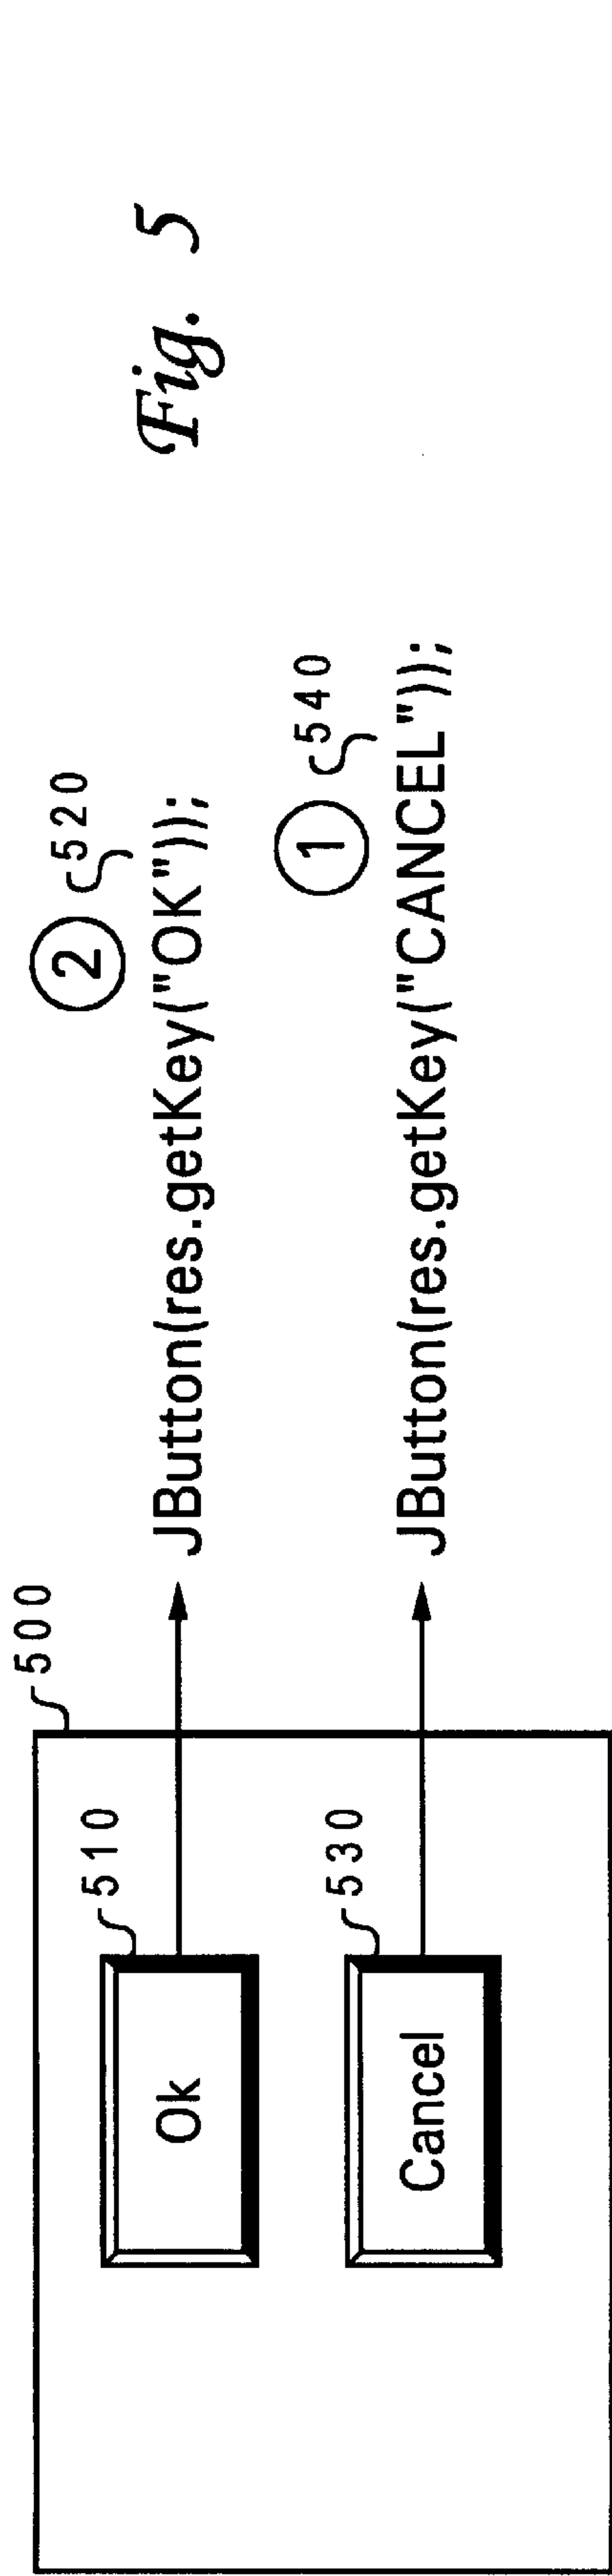 500
510
Ok
JButton(res.getKey("OK"));
2
520
530
Cancel
JButton(res.getKey("CANCEL"));
1
540
Fig. 5